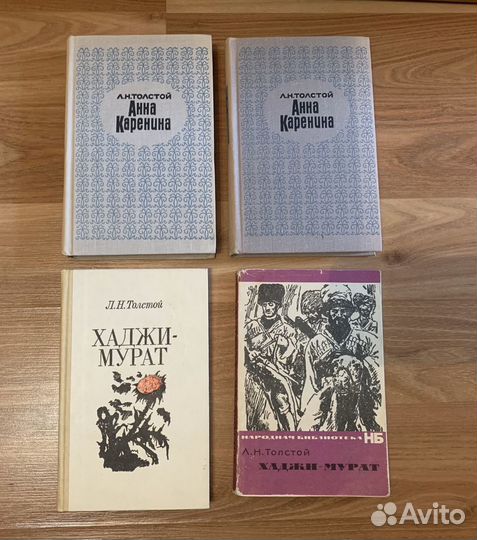 Л.Н.ТОЛСТОЙ
Анна
Каренина
Л.Н.ТОЛСТОЙ
Анна
Каренина
Л.Н.Толстой
ХАДЖИ-
МУРАТ
НАРОДНАЯ БИБЛИОТЕКА НБ
Л.Н.Толстой
ХАДЖИ-МУРАТ
Avito